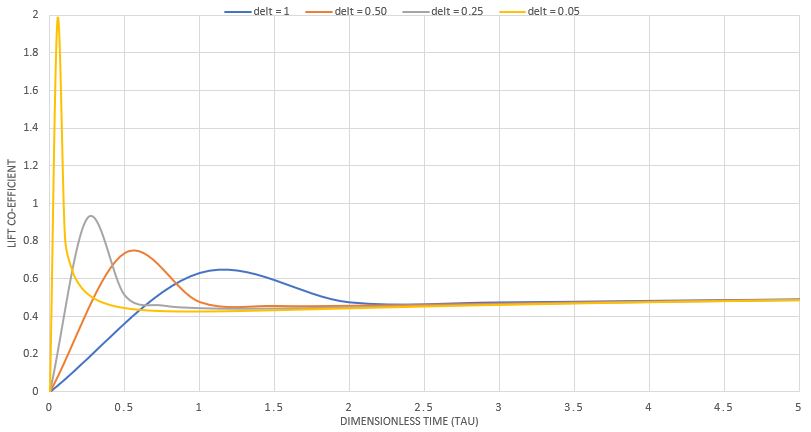 delt = 1 delt = 0.50 delt = 0.25 delt = 0.05
2
1.8
1.6
1.4
1.2
1
0.8
0.6
0.4
0.2
0
LIFT CO-EFFICIENT
0 0.5 1 1.5 2 2.5 3 3.5 4 4.5 5
DIMENSIONLESS TIME (TAU)